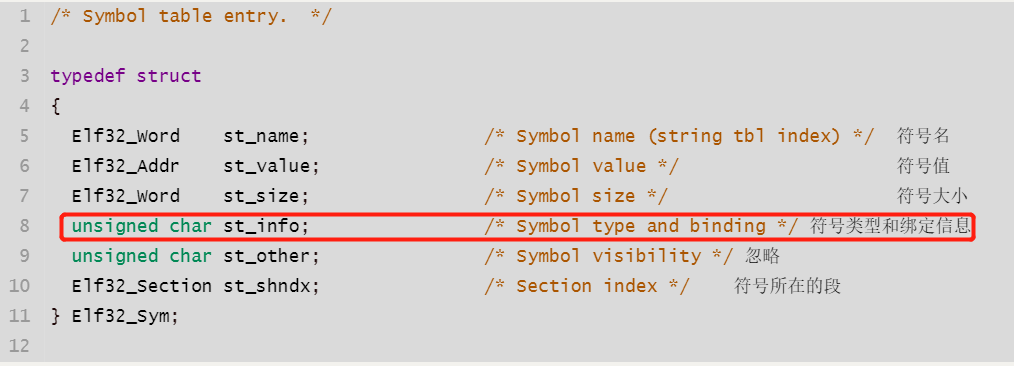 1 /* Symbol table entry.  */
2
3 typedef struct
4 {
5   Elf32_Word    st_name;                /* Symbol name (string tbl index) */  符号名
6   Elf32_Addr    st_value;               /* Symbol value */                    符号值
7   Elf32_Word    st_size;                /* Symbol size */                     符号大小
8   unsigned char st_info;                /* Symbol type and binding */ 符号类型和绑定信息
9   unsigned char st_other;               /* Symbol visibility */ 忽略
10   Elf32_Section st_shndx;               /* Section index */    符号所在的段
11 } Elf32_Sym;
12